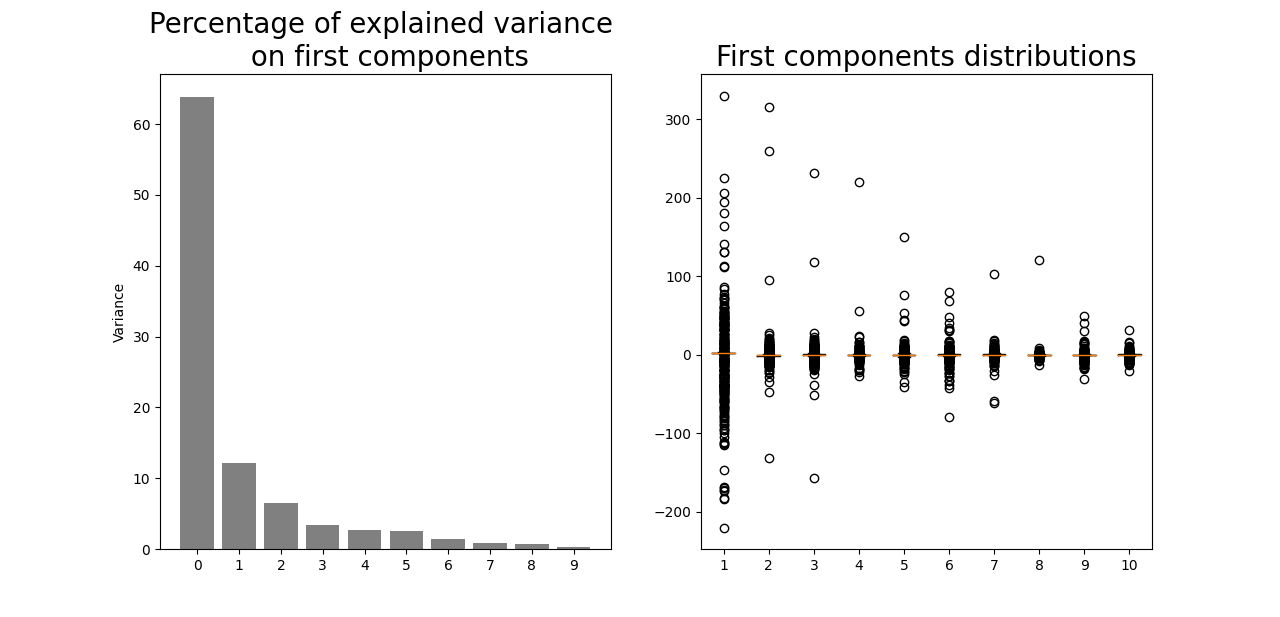 Percentage of explained variance
on first components
Variance
60
50
40
30
20
10
0
0 1 2 3 4 5 6 7 8 9
First components distributions
300
200
100
0
−100
−200
1 2 3 4 5 6 7 8 9 10